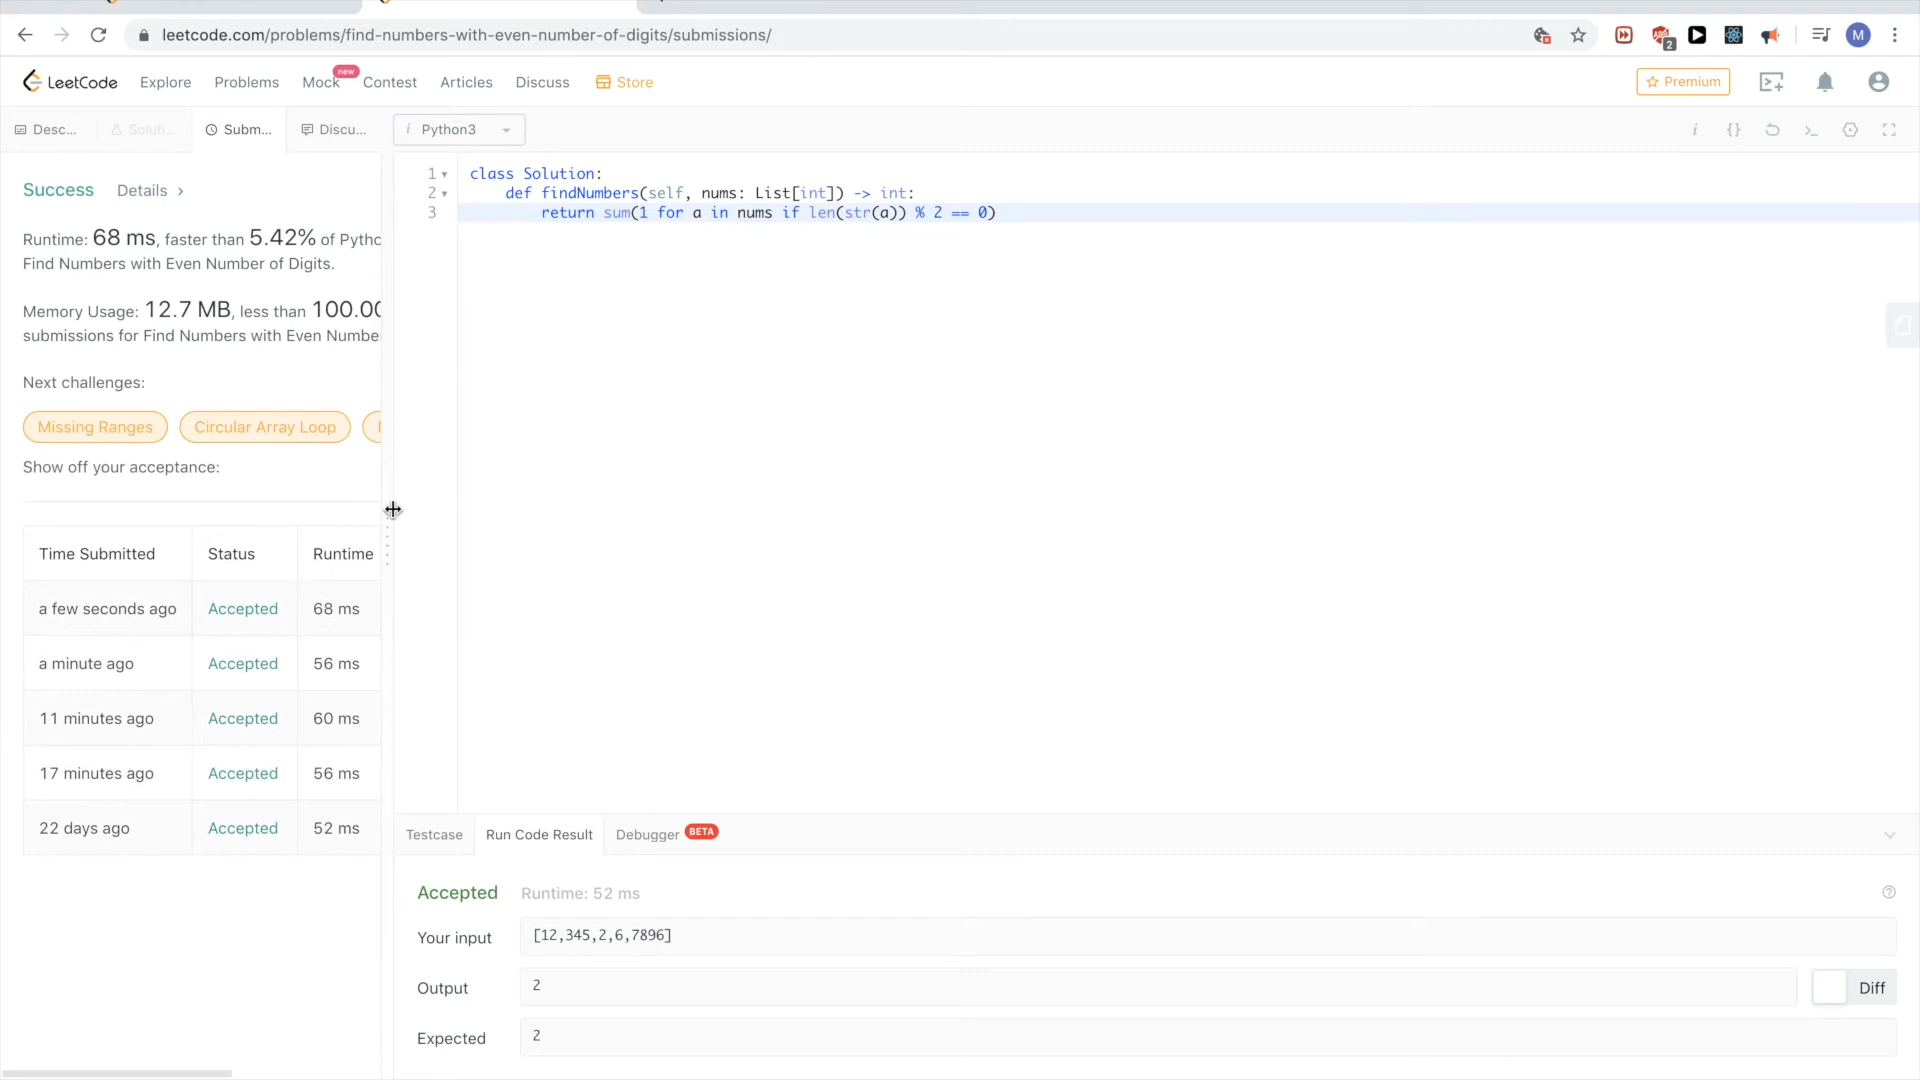 leetcode.com/problems/find-numbers-with-even-number-of-digits/submissions/
2
M
LeetCode
Explore
Problems
Mock
new
Contest
Articles
Discuss
Store
Premium
Desc...
Soluti...
Subm...
Discu...
i Python3
i
{}
Success
Details >
Runtime: 68 ms, faster than 5.42% of Pytho
Find Numbers with Even Number of Digits.
Memory Usage: 12.7 MB, less than 100.00
submissions for Find Numbers with Even Numbe
Next challenges:
Missing Ranges
Circular Array Loop
Show off your acceptance:
Time Submitted Status Runtime
a few seconds ago Accepted 68 ms
a minute ago Accepted 56 ms
11 minutes ago Accepted 60 ms
17 minutes ago Accepted 56 ms
22 days ago Accepted 52 ms
1 class Solution:
2 def findNumbers(self, nums: List[int]) -> int:
3 return sum(1 for a in nums if len(str(a)) % 2 == 0)
Testcase
Run Code Result
Debugger BETA
Accepted Runtime: 52 ms
Your input [12,345,2,6,7896]
Output 2
Diff
Expected 2